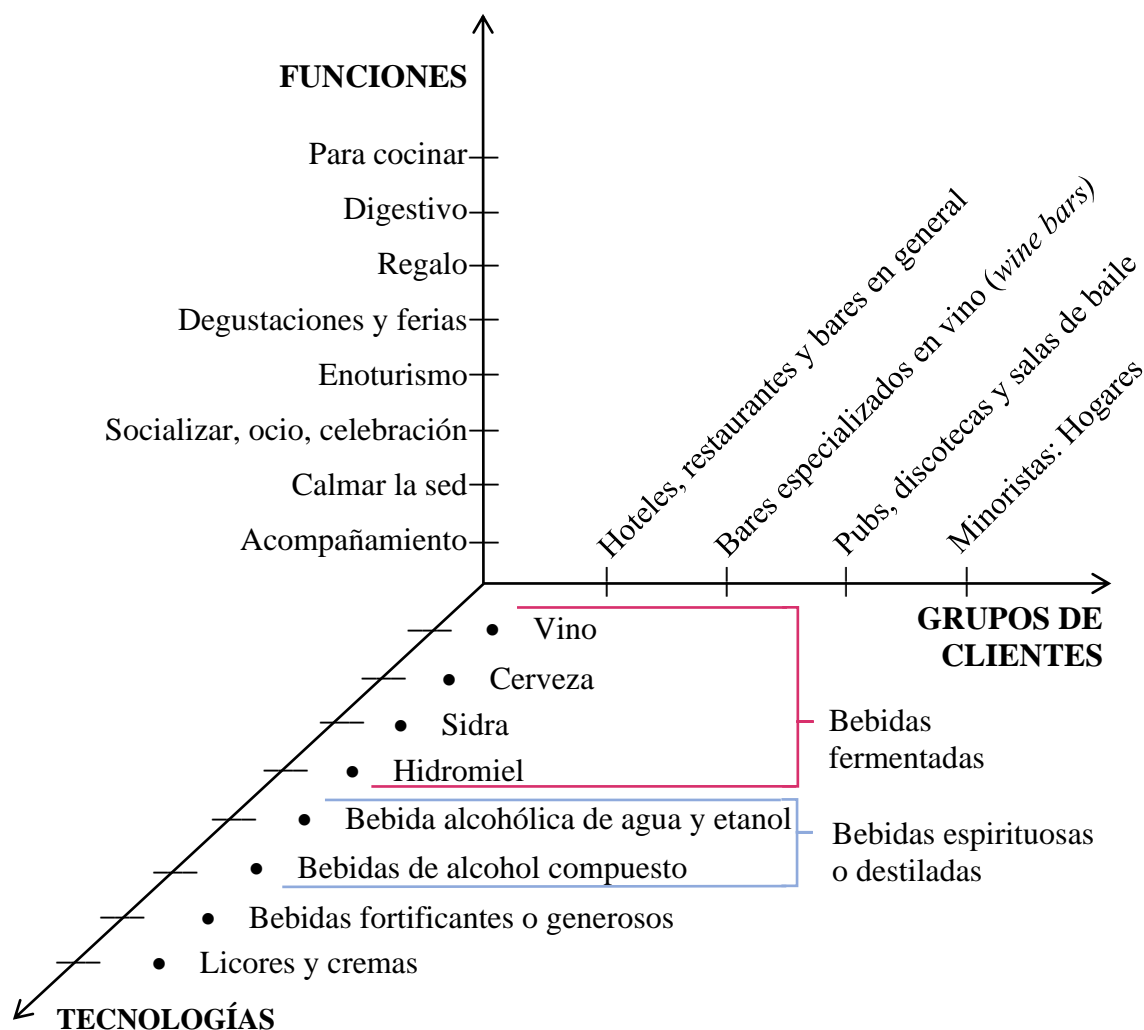 FUNCIONES
Para cocinar
Digestivo
Regalo
Degustaciones y ferias
Enoturismo
Socializar, ocio, celebración
Calmar la sed
Acompañamiento
Hoteles, restaurantes y bares en general
Bares especializados en vino (wine bars)
Pubs, discotecas y salas de baile
Minoristas: Hogares
GRUPOS DE
CLIENTES
• Vino
• Cerveza
• Sidra
• Hidromiel
Bebidas
fermentadas
• Bebida alcohólica de agua y etanol
• Bebidas de alcohol compuesto
Bebidas espirituosas
o destiladas
• Bebidas fortificantes o generosos
• Licores y cremas
TECNOLOGÍAS